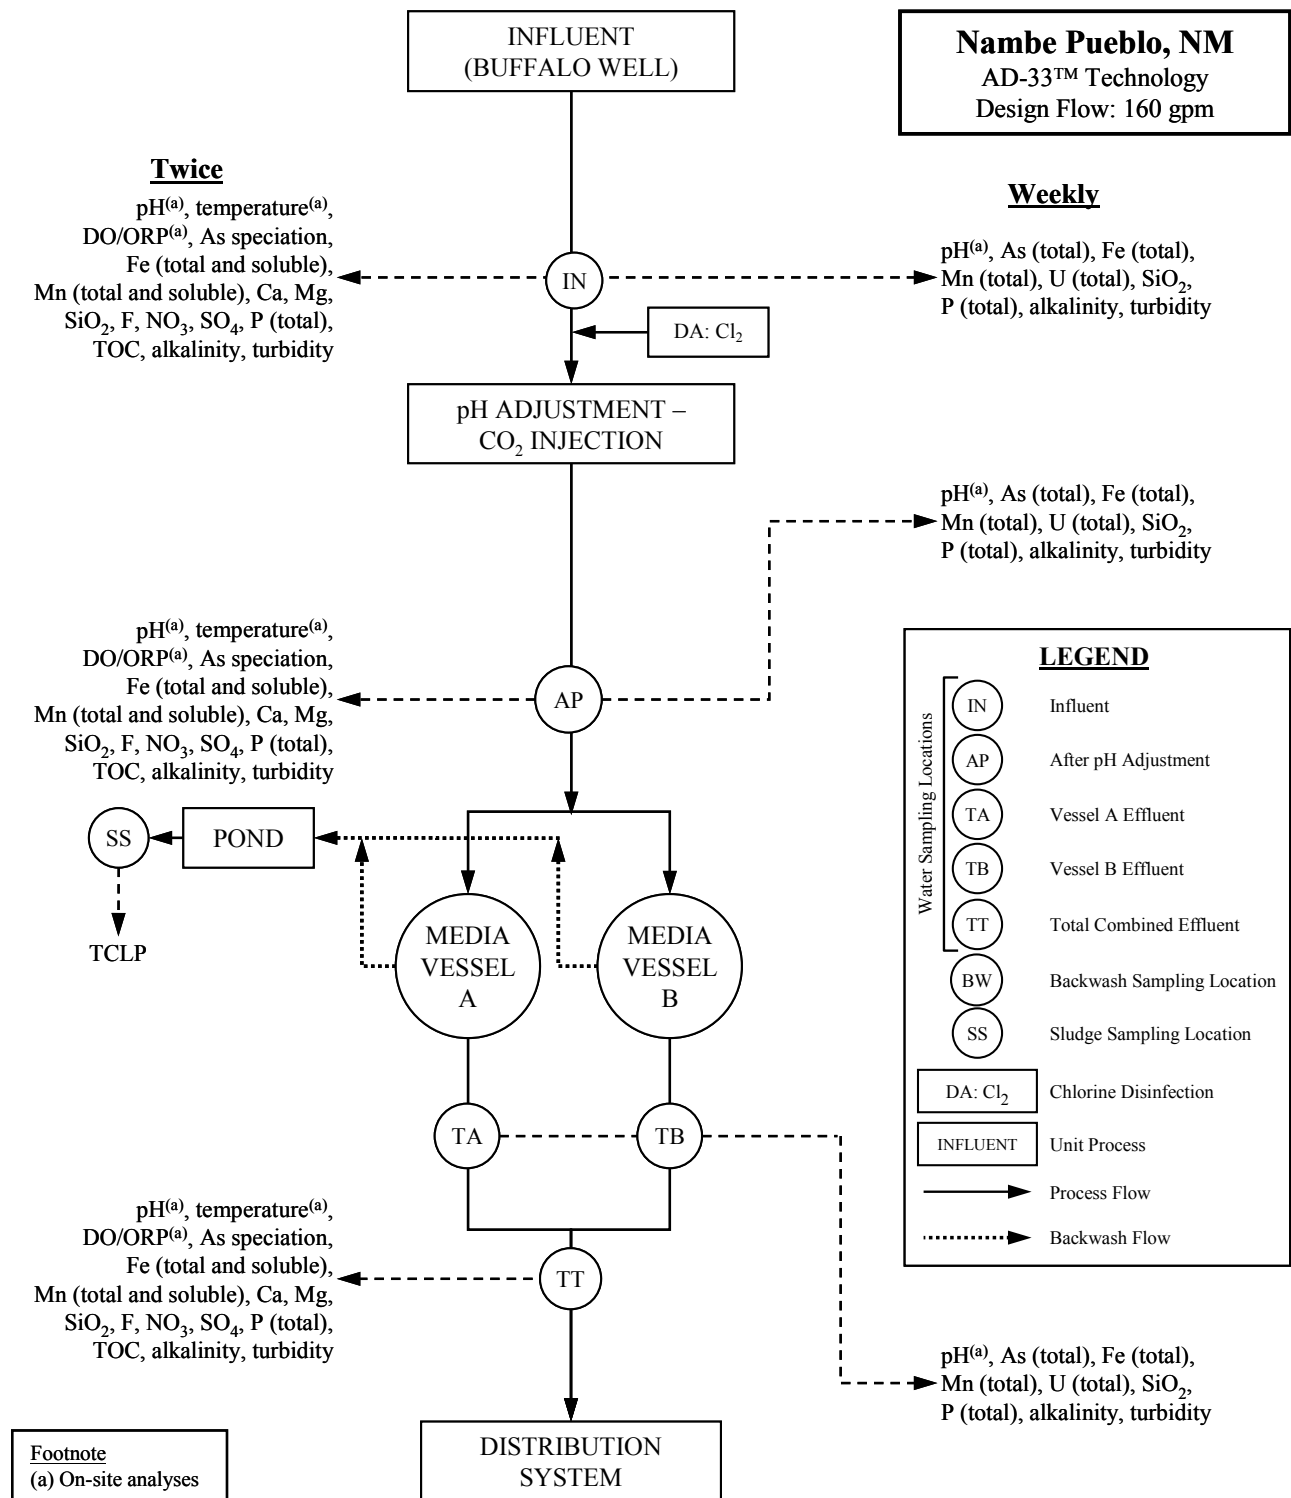 INFLUENT
(BUFFALO WELL)
Nambe Pueblo, NM
AD-33™ Technology
Design Flow: 160 gpm
Twice
pH(a), temperature(a),
DO/ORP(a), As speciation,
Fe (total and soluble),
Mn (total and soluble), Ca, Mg,
SiO2, F, NO3, SO4, P (total),
TOC, alkalinity, turbidity
IN
Weekly
pH(a), As (total), Fe (total),
Mn (total), U (total), SiO2,
P (total), alkalinity, turbidity
DA: Cl2
pH ADJUSTMENT –
CO2 INJECTION
pH(a), As (total), Fe (total),
Mn (total), U (total), SiO2,
P (total), alkalinity, turbidity
pH(a), temperature(a),
DO/ORP(a), As speciation,
Fe (total and soluble),
Mn (total and soluble), Ca, Mg,
SiO2, F, NO3, SO4, P (total),
TOC, alkalinity, turbidity
AP
SS
POND
TCLP
MEDIA
VESSEL
A
MEDIA
VESSEL
B
TA
TB
pH(a), temperature(a),
DO/ORP(a), As speciation,
Fe (total and soluble),
Mn (total and soluble), Ca, Mg,
SiO2, F, NO3, SO4, P (total),
TOC, alkalinity, turbidity
TT
pH(a), As (total), Fe (total),
Mn (total), U (total), SiO2,
P (total), alkalinity, turbidity
DISTRIBUTION
SYSTEM
LEGEND
Water Sampling Locations
IN Influent
AP After pH Adjustment
TA Vessel A Effluent
TB Vessel B Effluent
TT Total Combined Effluent
BW Backwash Sampling Location
SS Sludge Sampling Location
DA: Cl2 Chlorine Disinfection
INFLUENT Unit Process
Process Flow
Backwash Flow
Footnote
(a) On-site analyses